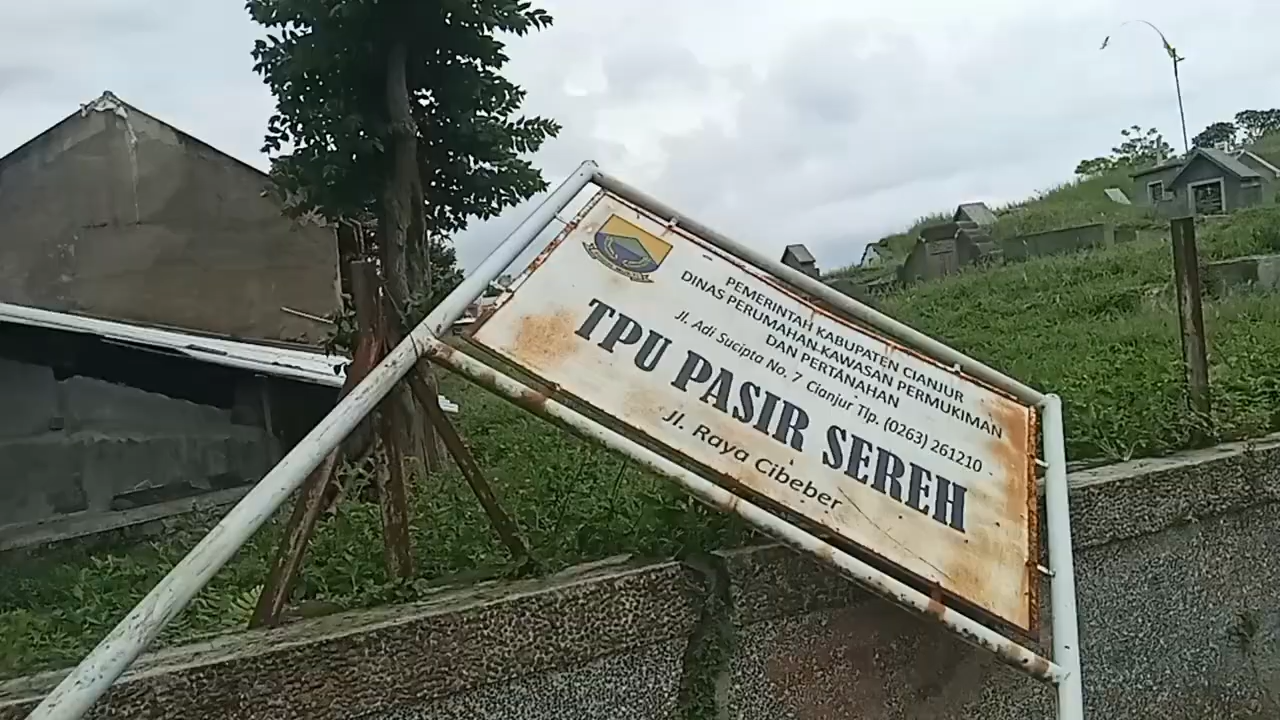 PEMERINTAH KABUPATEN CIANJUR
DINAS PERUMAHAN KAWASAN PERMUKIMAN
DAN PERTANAHAN
Jl. Adi Sucipta No. 7 Cianjur Tlp. (0263) 261210
TPU PASIR SEREH
Jl. Raya Cibeber